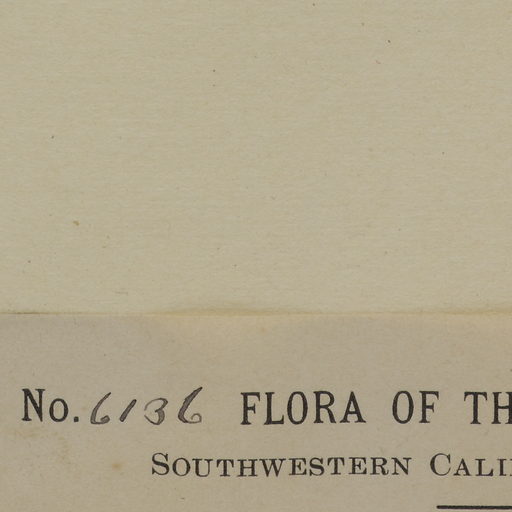 No. 6136 FLORA OF TH
SOUTHWESTERN CALI